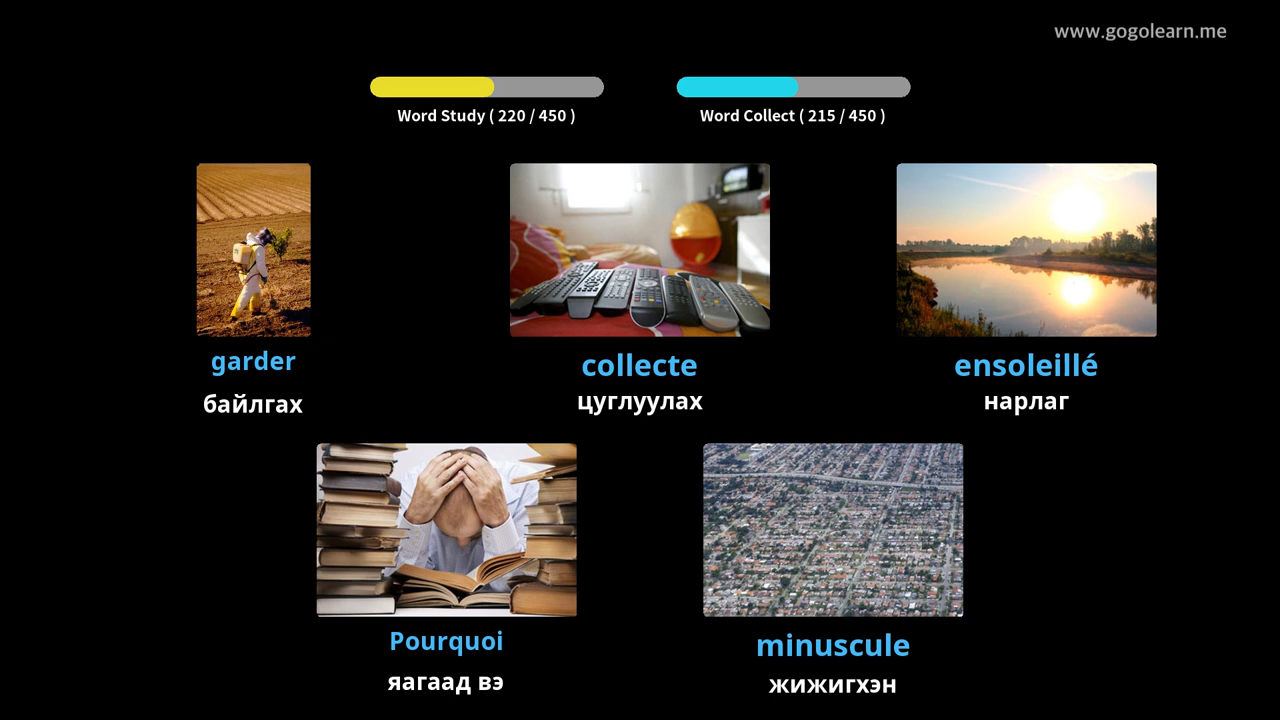 www.gogolearn.me
Word Study ( 220 / 450 )
Word Collect ( 215 / 450 )
garder
байлгах
collecte
цуглуулах
ensoleillé
нарлаг
Pourquoi
яагаад вэ
minuscule
жижигхэн